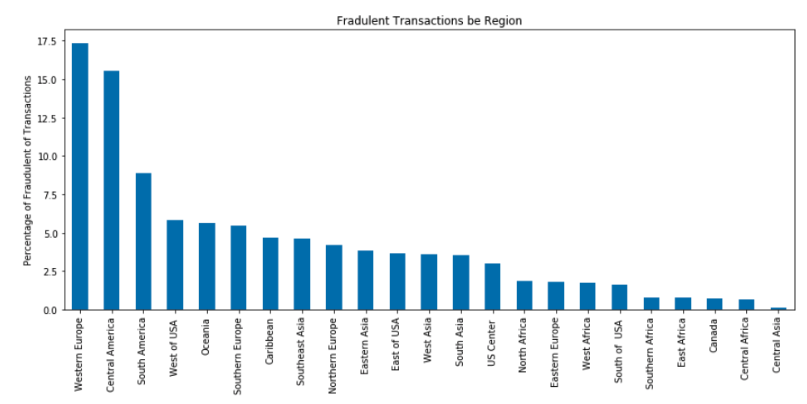 Fradulent Transactions be Region
Percentage of Fraudulent of Transactions
17.5
15.0
12.5
10.0
7.5
5.0
2.5
0.0
Western Europe
Central America
South America
West of USA
Oceania
Southern Europe
Caribbean
Southeast Asia
Northern Europe
Eastern Asia
East of USA
West Asia
South Asia
US Center
North Africa
Eastern Europe
West Africa
South of  USA
Southern Africa
East Africa
Canada
Central Africa
Central Asia